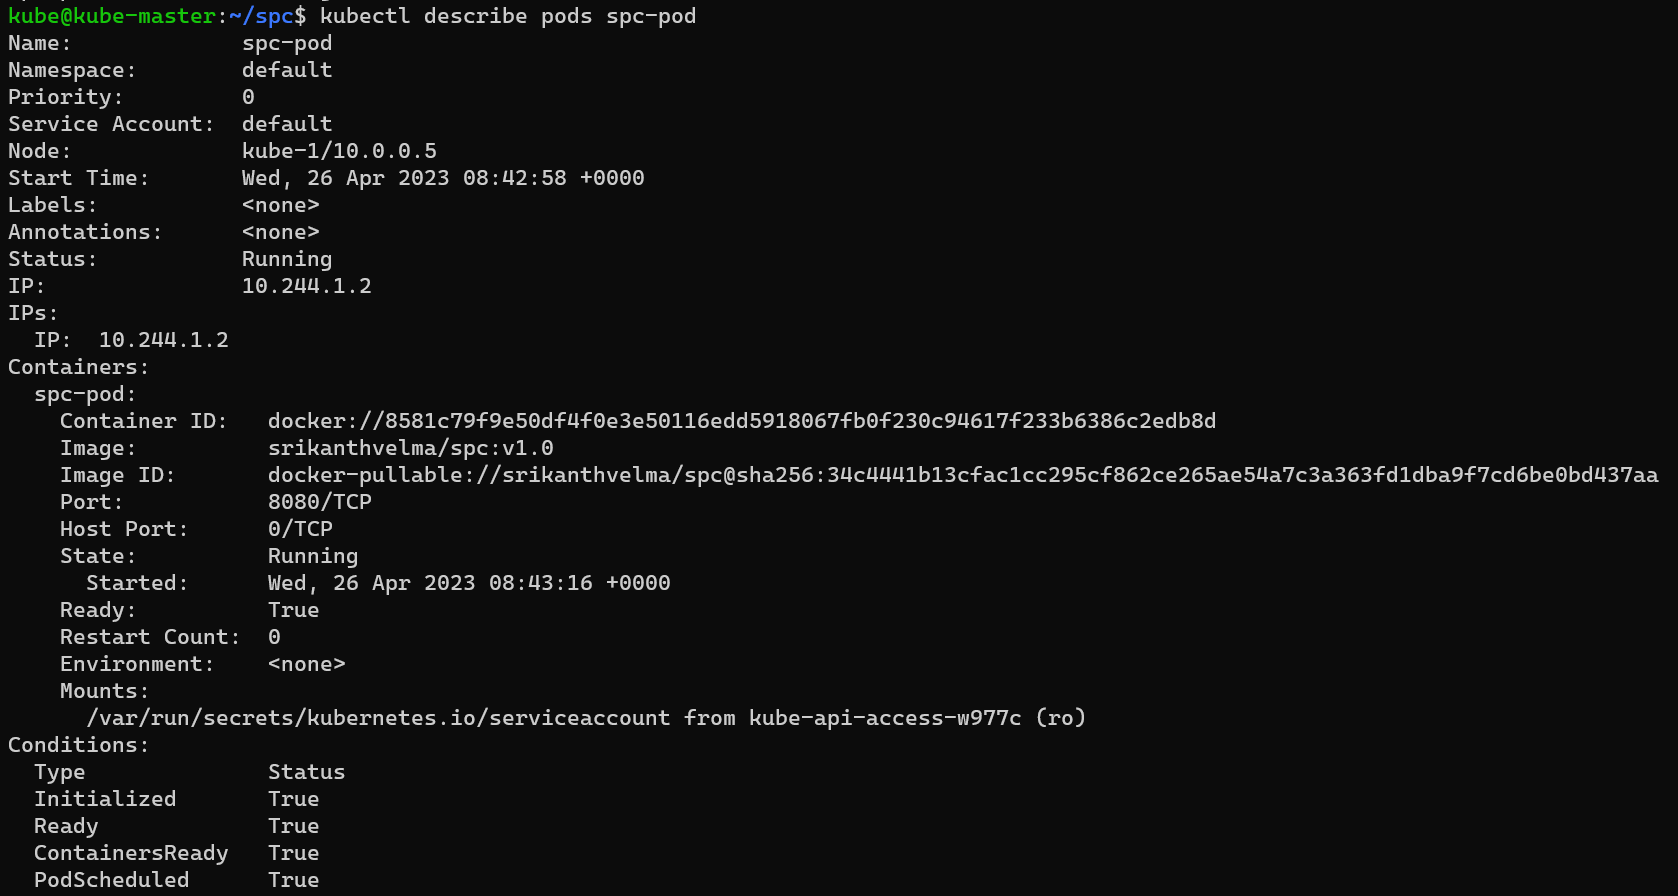 kube@kube-master:~/spc$ kubectl describe pods spc-pod
Name:             spc-pod
Namespace:        default
Priority:         0
Service Account:  default
Node:             kube-1/10.0.0.5
Start Time:       Wed, 26 Apr 2023 08:42:58 +0000
Labels:           <none>
Annotations:      <none>
Status:           Running
IP:               10.244.1.2
IPs:
  IP:  10.244.1.2
Containers:
  spc-pod:
    Container ID:   docker://8581c79f9e50df4f0e3e50116edd5918067fb0f230c94617f233b6386c2edb8d
    Image:          srikanthvelma/spc:v1.0
    Image ID:       docker-pullable://srikanthvelma/spc@sha256:34c4441b13cfac1cc295cf862ce265ae54a7c3a363fd1dba9f7cd6be0bd437aa
    Port:           8080/TCP
    Host Port:      0/TCP
    State:          Running
      Started:      Wed, 26 Apr 2023 08:43:16 +0000
    Ready:          True
    Restart Count:  0
    Environment:    <none>
    Mounts:
      /var/run/secrets/kubernetes.io/serviceaccount from kube-api-access-w977c (ro)
Conditions:
  Type              Status
  Initialized       True
  Ready             True
  ContainersReady   True
  PodScheduled      True